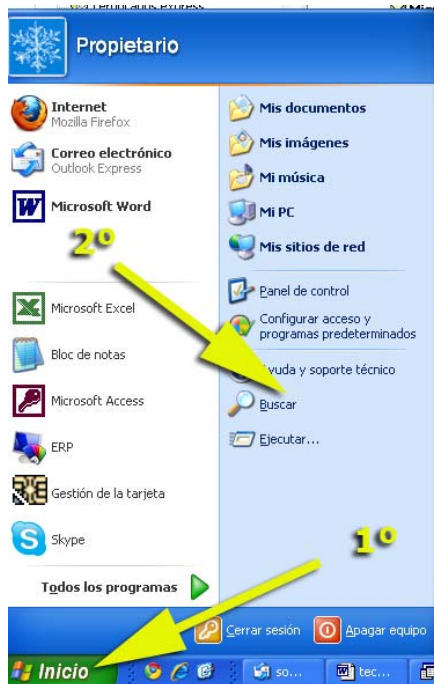 Propietario
Internet
Mozilla Firefox
Correo electrónico
Outlook Express
Microsoft Word
2º
Microsoft Excel
Bloc de notas
Microsoft Access
ERP
Gestión de la tarjeta
Skype
Todos los programas
Mis documentos
Mis imágenes
Mi música
Mi PC
Mis sitios de red
Panel de control
Configurar acceso y
programas predeterminados
Ayuda y soporte técnico
Buscar
Ejecutar...
1º
Cerrar sesión
Apagar equipo
Inicio
so...
tec...